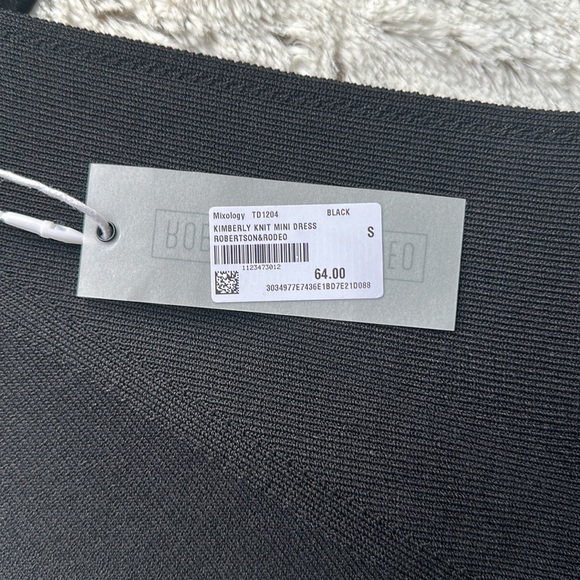 Mixology TD1204 BLACK
KIMBERLY KNIT MINI DRESS S
ROBERTSON&RODEO
1123473012
64.00
3034977E7436E1BD7E21D088